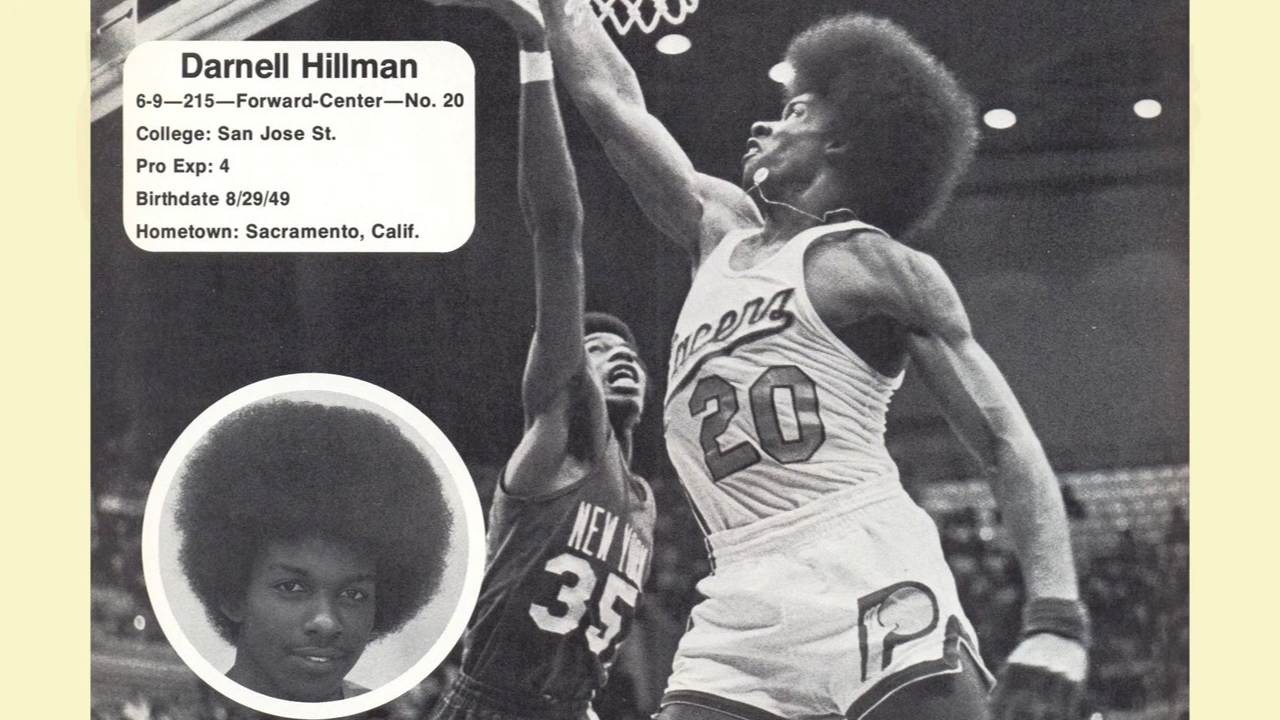 Darnell Hillman
6-9—215—Forward-Center—No. 20
College: San Jose St.
Pro Exp: 4
Birthdate 8/29/49
Hometown: Sacramento, Calif.
Pacers
20
NEW YORK
35
P